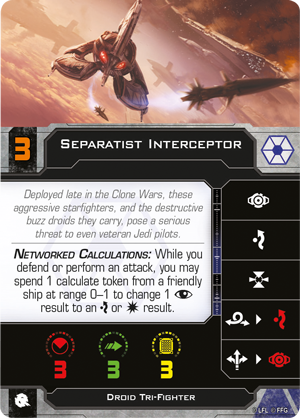 3 SEPARATIST INTERCEPTOR
Deployed late in the Clone Wars, these
aggressive starfighters, and the destructive
buzz droids they carry, pose a serious
threat to even veteran Jedi pilots.
NETWORKED CALCULATIONS: While you
defend or perform an attack, you may
spend 1 calculate token from a friendly
ship at range 0–1 to change 1
result to an or result.
3 3 3
DROID TRI-FIGHTER
LFL © FFG